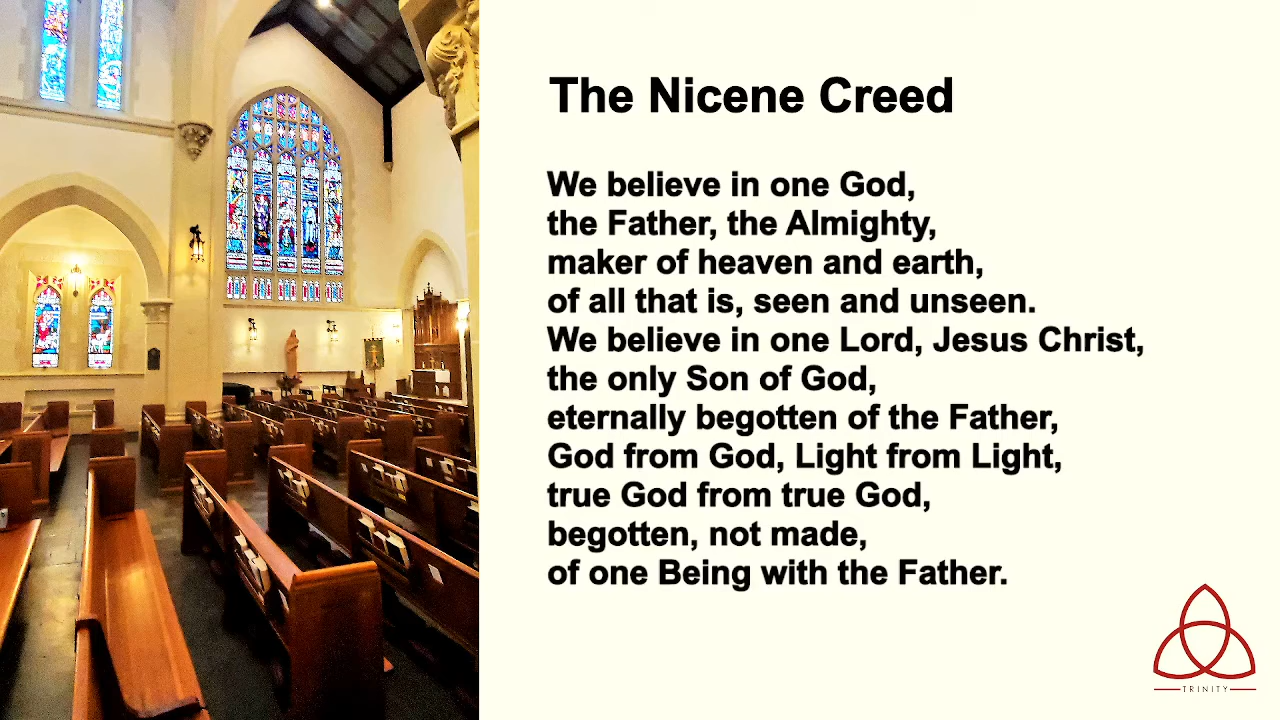 The Nicene Creed
We believe in one God,
the Father, the Almighty,
maker of heaven and earth,
of all that is, seen and unseen.
We believe in one Lord, Jesus Christ,
the only Son of God,
eternally begotten of the Father,
God from God, Light from Light,
true God from true God,
begotten, not made,
of one Being with the Father.
TRINITY